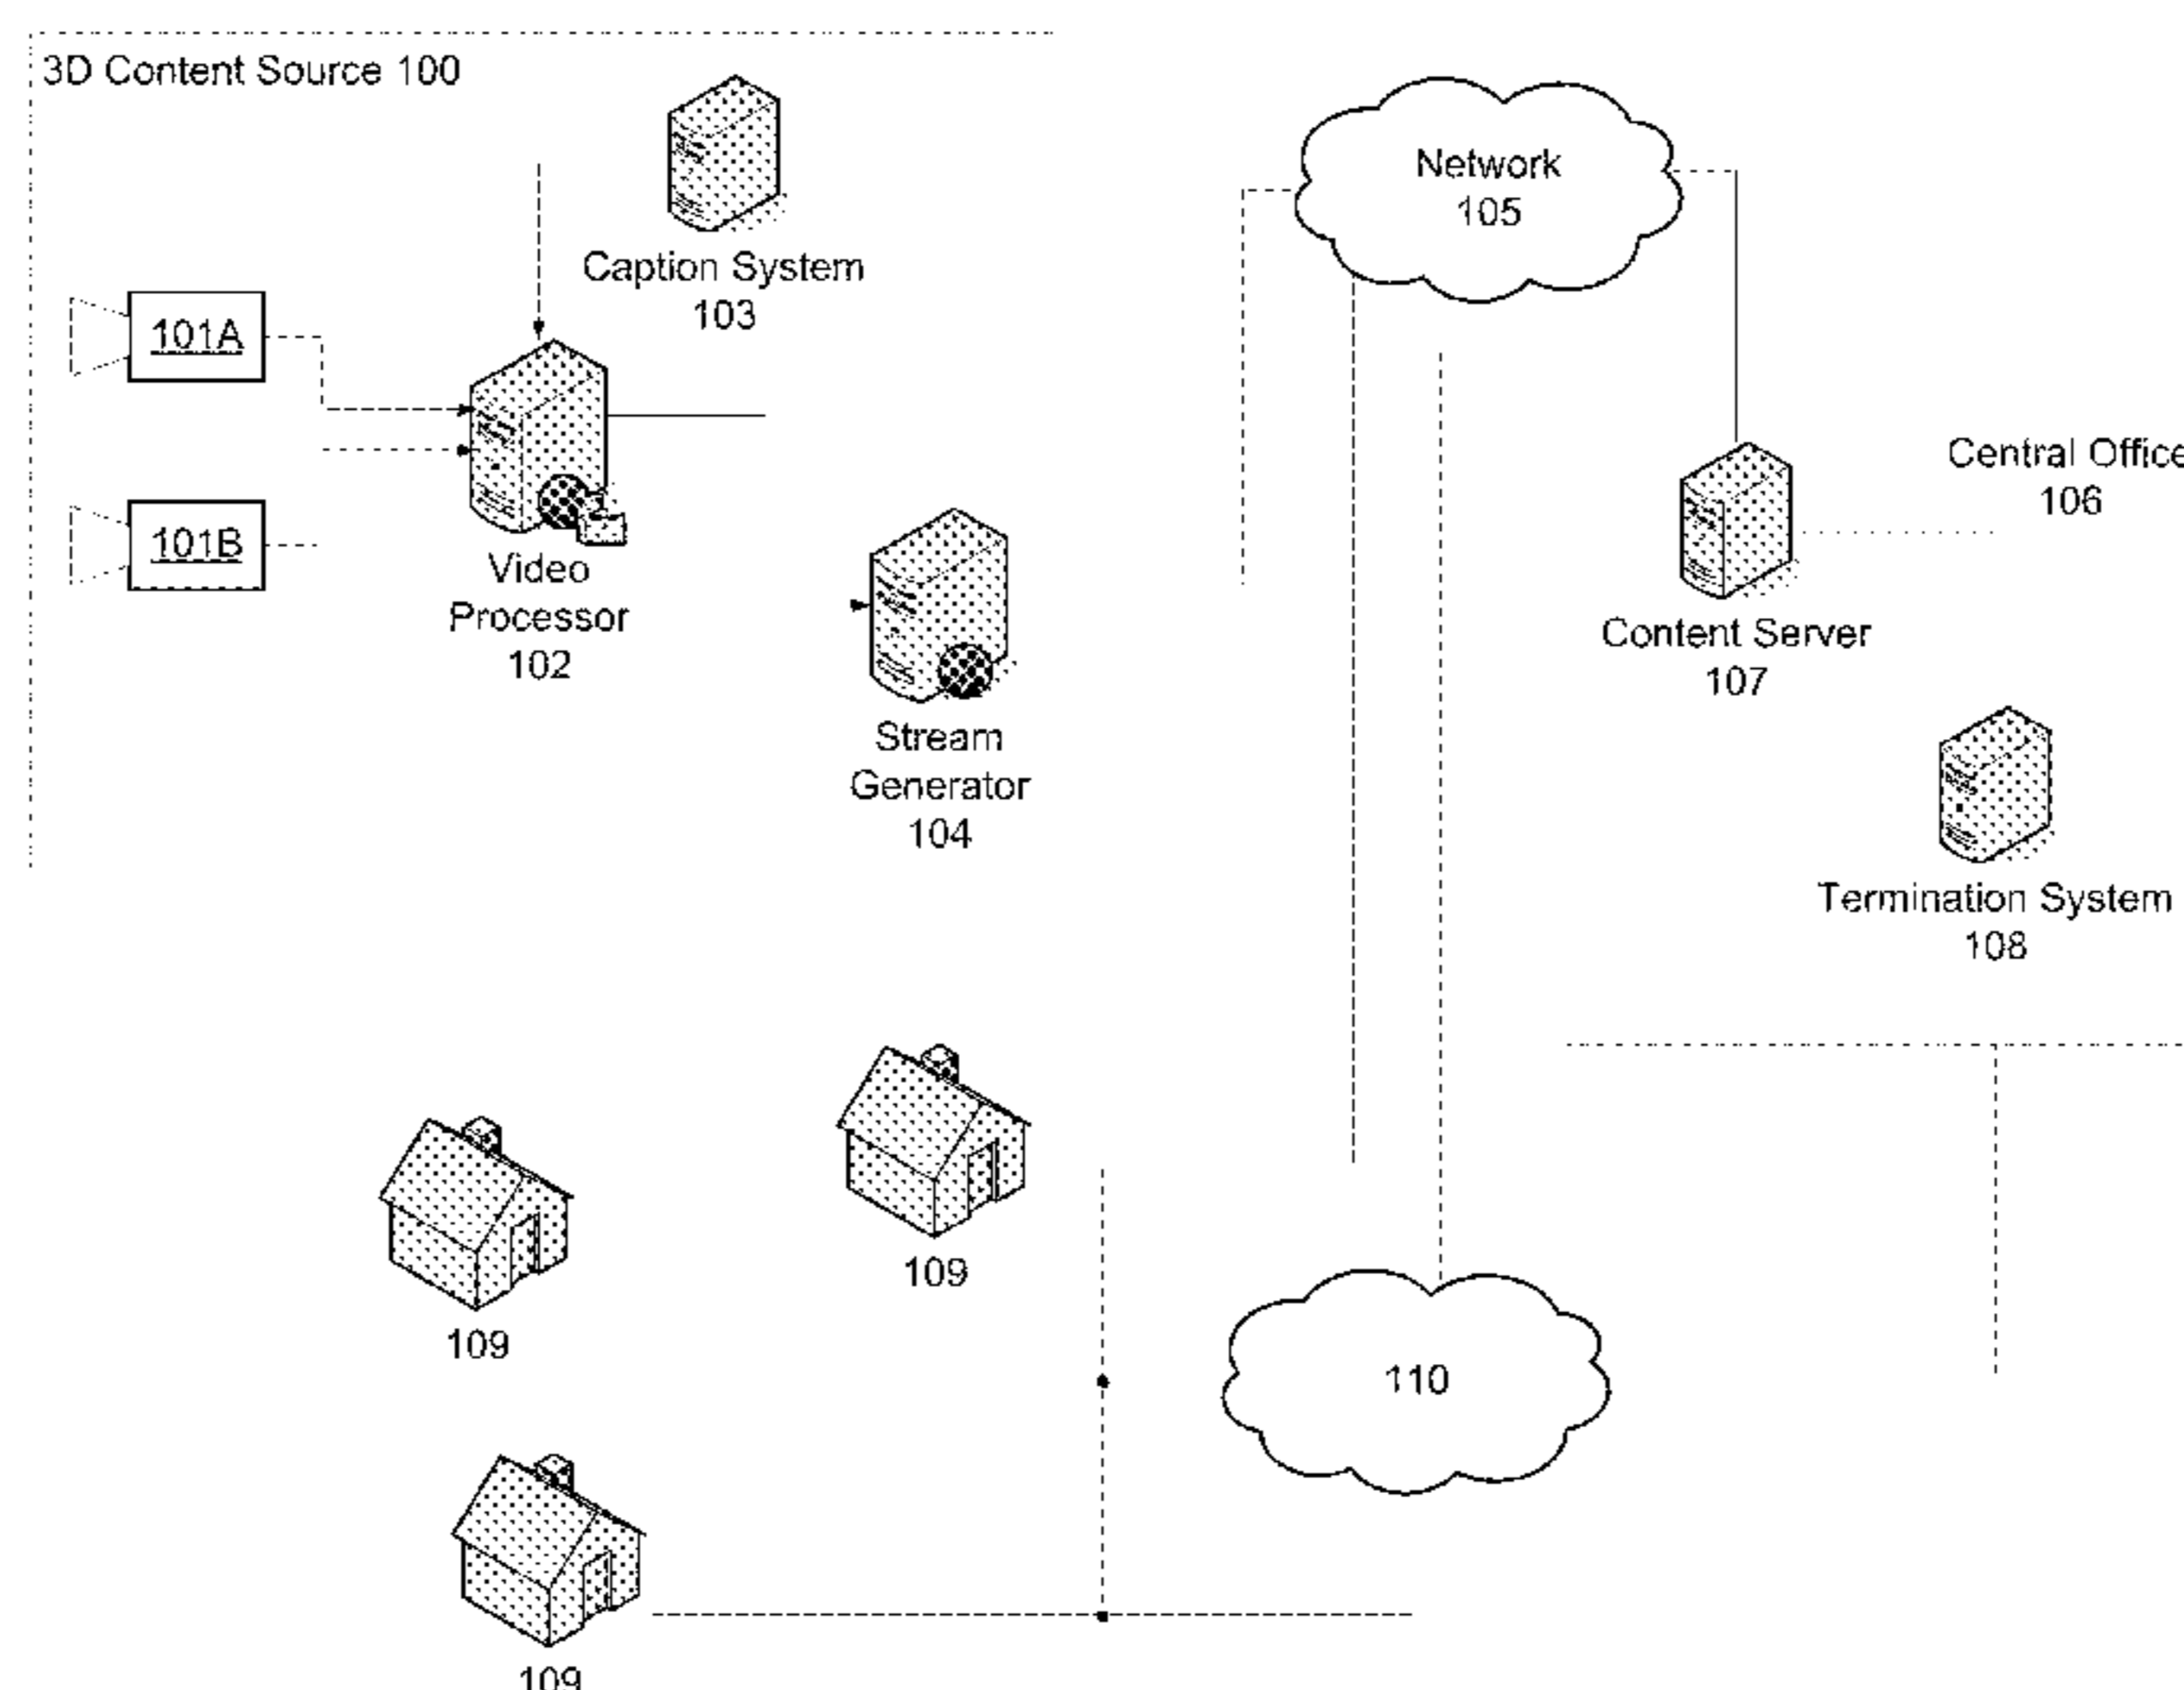 3D Content Source 100
Caption System
103
101A
101B
Video
Processor
102
Stream
Generator
104
Network
105
Central Office
106
Content Server
107
Termination System
108
109
109
109
110